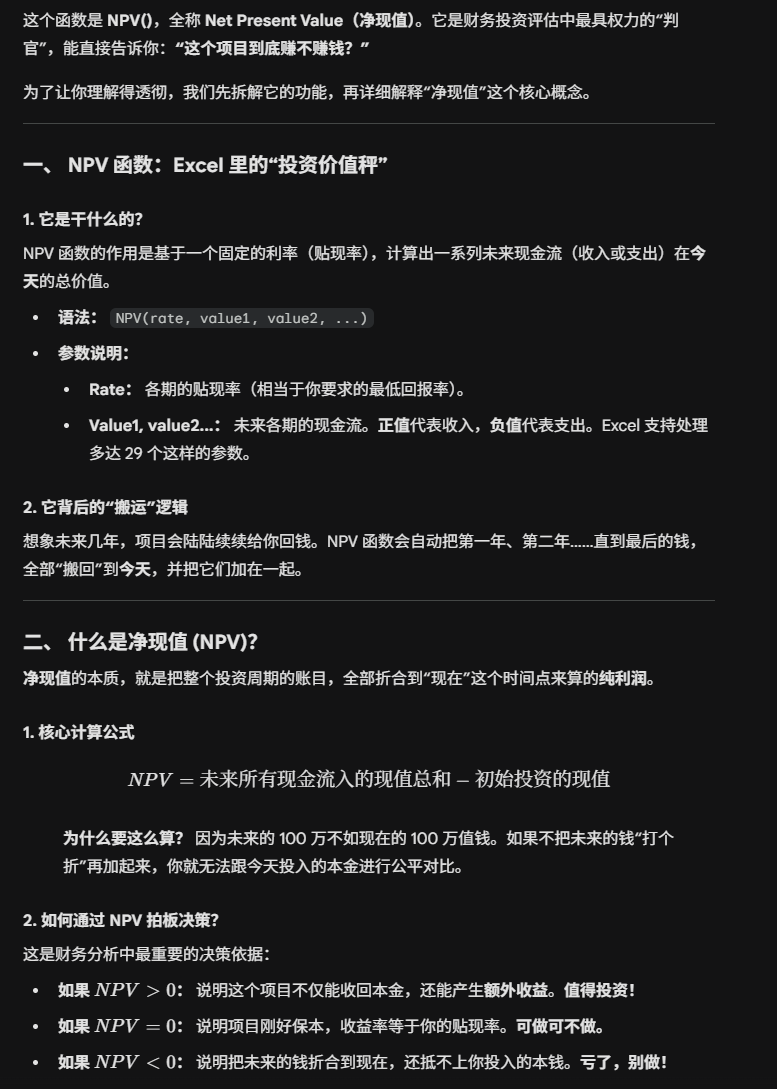 这个函数是 NPV()，全称 Net Present Value（净现值）。它是财务投资评估中最具权力的“判
官”，能直接告诉你：“这个项目到底赚不赚钱？”
为了让你理解得透彻，我们先拆解它的功能，再详细解释“净现值”这个核心概念。
一、 NPV 函数：Excel 里的“投资价值秤”
1. 它是干什么的？
NPV 函数的作用是基于一个固定的利率（贴现率），计算出一系列未来现金流（收入或支出）在今
天的总价值。
• 语法： NPV(rate, value1, value2, ...)
• 参数说明：
• Rate： 各期的贴现率（相当于你要求的最低回报率）。
• Value1, value2...： 未来各期的现金流。正值代表收入，负值代表支出。Excel 支持处理
多达 29 个这样的参数。
2. 它背后的“搬运”逻辑
想象未来几年，项目会陆陆续续给你回钱。NPV 函数会自动把第一年、第二年......直到最后的钱，
全部“搬回”到今天，并把它们加在一起。
二、 什么是净现值 (NPV)？
净现值的本质，就是把整个投资周期的账目，全部折合到“现在”这个时间点来算的纯利润。
1. 核心计算公式
NPV = 未来所有现金流入的现值总和 − 初始投资的现值
为什么要这么算？ 因为未来的 100 万不如现在的 100 万值钱。如果不把未来的钱“打个
折”再加起来，你就无法跟今天投入的本金进行公平对比。
2. 如何通过 NPV 拍板决策？
这是财务分析中最重要的决策依据：
• 如果 NPV > 0： 说明这个项目不仅能收回本金，还能产生额外收益。值得投资！
• 如果 NPV = 0： 说明项目刚好保本，收益率等于你的贴现率。可做可不做。
• 如果 NPV < 0： 说明把未来的钱折合到现在，还抵不上你投入的本钱。亏了，别做！